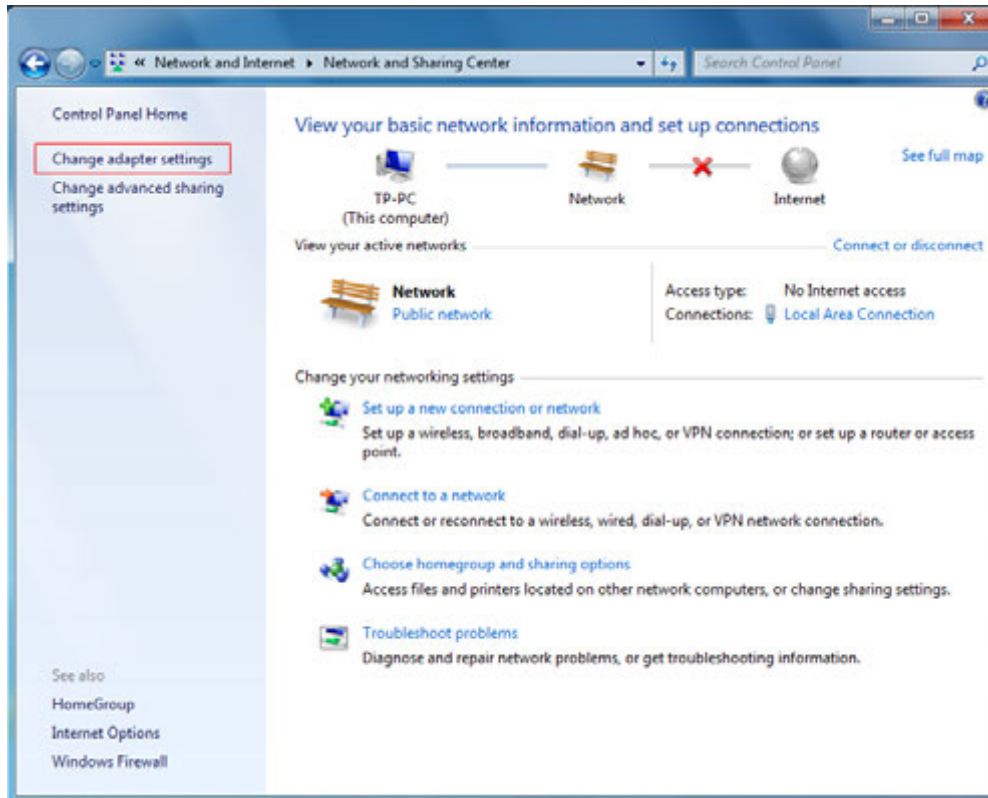 « Network and Internet ▸ Network and Sharing Center
Search Control Panel
Control Panel Home
Change adapter settings
Change advanced sharing
settings
See also
HomeGroup
Internet Options
Windows Firewall
View your basic network information and set up connections
See full map
TP-PC
(This computer)
Network
Internet
View your active networks
Connect or disconnect
Network
Public network
Access type: No Internet access
Connections: Local Area Connection
Change your networking settings
Set up a new connection or network
Set up a wireless, broadband, dial-up, ad hoc, or VPN connection; or set up a router or access
point.
Connect to a network
Connect or reconnect to a wireless, wired, dial-up, or VPN network connection.
Choose homegroup and sharing options
Access files and printers located on other network computers, or change sharing settings.
Troubleshoot problems
Diagnose and repair network problems, or get troubleshooting information.